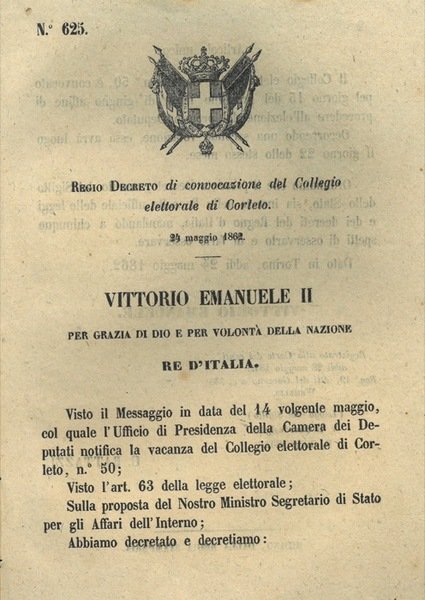 N.° 625.
REGIO DECRETO di convocazione del Collegio
elettorale di Corleto.
24 maggio 1862.
VITTORIO EMANUELE II
PER GRAZIA DI DIO E PER VOLONTÀ DELLA NAZIONE
RE D'ITALIA.
Visto il Messaggio in data del 14 volgente maggio,
col quale l'Ufficio di Presidenza della Camera dei De-
putati notifica la vacanza del Collegio elettorale di Cor-
leto, n.° 50;
Visto l'art. 63 della legge elettorale;
Sulla proposta del Nostro Ministro Segretario di Stato
per gli Affari dell'Interno;
Abbiamo decretato e decretiamo: